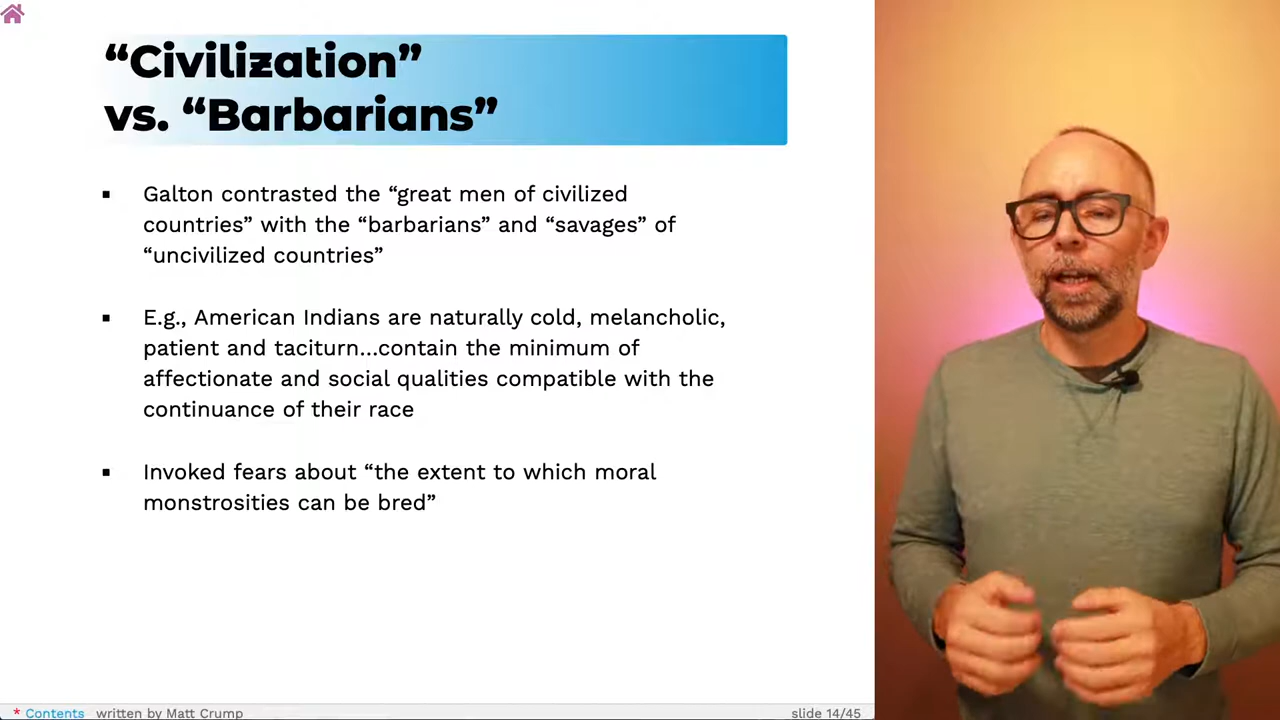 “Civilization”
vs. “Barbarians”
▪ Galton contrasted the “great men of civilized
countries” with the “barbarians” and “savages” of
“uncivilized countries”
▪ E.g., American Indians are naturally cold, melancholic,
patient and taciturn...contain the minimum of
affectionate and social qualities compatible with the
continuance of their race
▪ Invoked fears about “the extent to which moral
monstrosities can be bred”
* Contents written by Matt Crump
slide 14/45